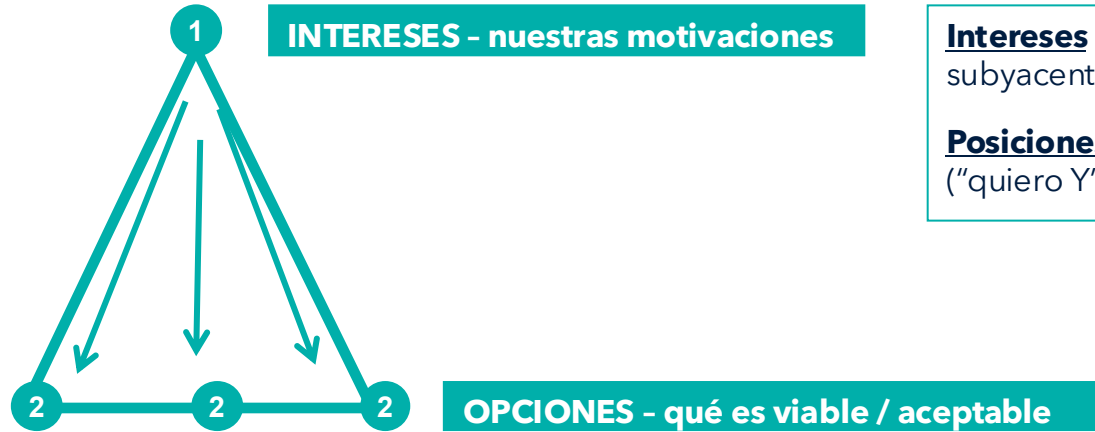 1
INTERESES – nuestras motivaciones
Intereses
subyacent
Posicione
("quiero Y"
2 2 2
OPCIONES – qué es viable / aceptable